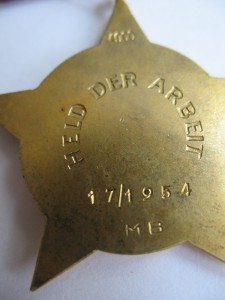 HELD DER ARBEIT
17/1954
MB